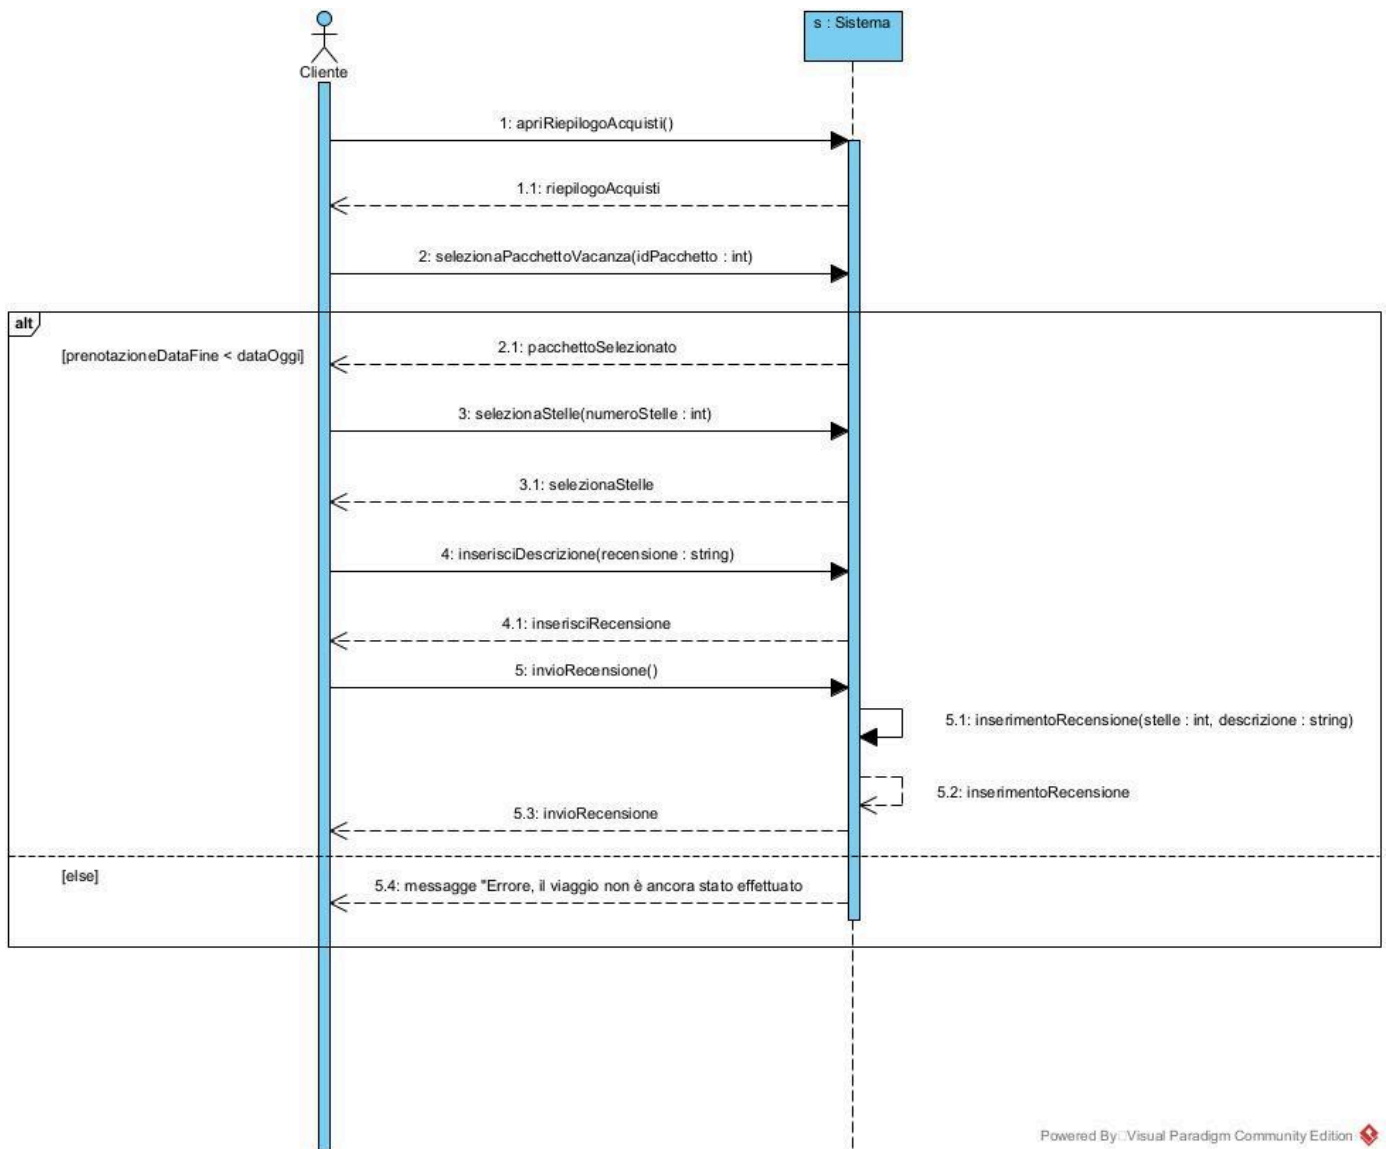 s : Sistema
Cliente
1: apriRiepilogoAcquisti()
1.1: riepilogoAcquisti
2: selezionaPacchettoVacanza(idPacchetto : int)
alt
[prenotazioneDataFine < dataOggi]
2.1: pacchettoSelezionato
3: selezionaStelle(numeroStelle : int)
3.1: selezionaStelle
4: inserisciDescrizione(recensione : string)
4.1: inserisciRecensione
5: invioRecensione()
5.1: inserimentoRecensione(stelle : int, descrizione : string)
5.2: inserimentoRecensione
5.3: invioRecensione
[else]
5.4: messagge "Errore, il viaggio non è ancora stato effettuato
Powered By Visual Paradigm Community Edition